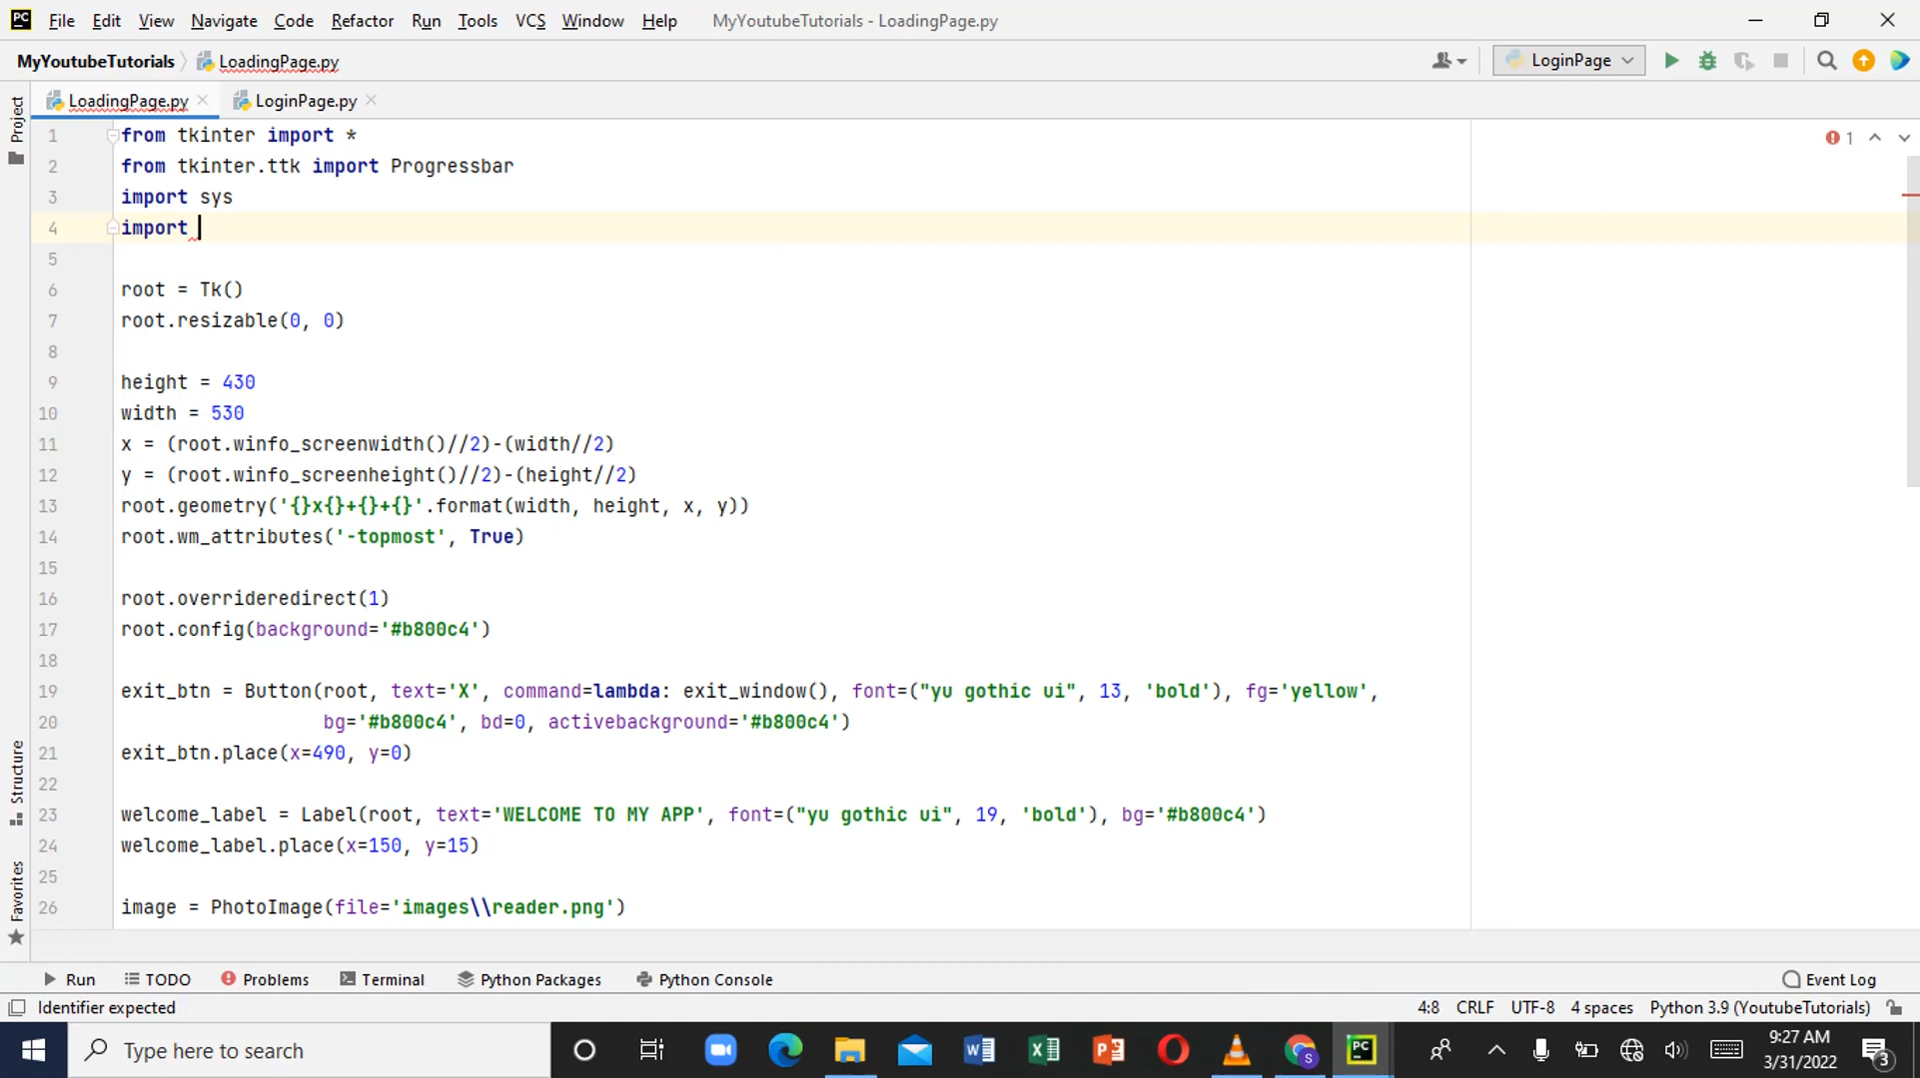 PC File Edit View Navigate Code Refactor Run Tools VCS Window Help MyYoutubeTutorials - LoadingPage.py
MyYoutubeTutorials LoadingPage.py LoginPage
LoadingPage.py LoginPage.py
Project
1 from tkinter import *
1
2 from tkinter.ttk import Progressbar
3 import sys
4 import
5
6 root = Tk()
7 root.resizable(0, 0)
8
9 height = 430
10 width = 530
11 x = (root.winfo_screenwidth()//2)-(width//2)
12 y = (root.winfo_screenheight()//2)-(height//2)
13 root.geometry('{}x{}+{}+{}'.format(width, height, x, y))
14 root.wm_attributes('-topmost', True)
15
16 root.overrideredirect(1)
17 root.config(background='#b800c4')
18
19 exit_btn = Button(root, text='X', command=lambda: exit_window(), font=("yu gothic ui", 13, 'bold'), fg='yellow',
20 bg='#b800c4', bd=0, activebackground='#b800c4')
21 exit_btn.place(x=490, y=0)
22
23 welcome_label = Label(root, text='WELCOME TO MY APP', font=("yu gothic ui", 19, 'bold'), bg='#b800c4')
24 welcome_label.place(x=150, y=15)
25
26 image = PhotoImage(file='images\\reader.png')
Structure
Favorites
Run TODO Problems Terminal Python Packages Python Console Event Log
Identifier expected 4:8 CRLF UTF-8 4 spaces Python 3.9 (YoutubeTutorials)
Type here to search
9:27 AM
3/31/2022
3